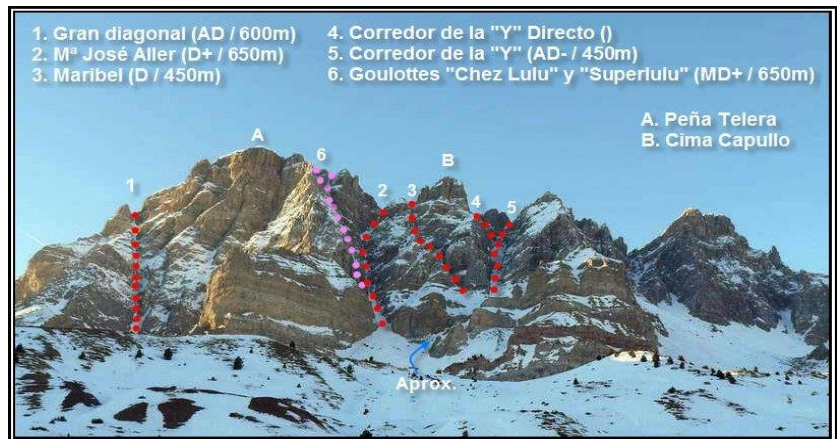 1. Gran diagonal (AD / 600m)
2. Mª José Aller (D+ / 650m)
3. Maribel (D / 450m)
4. Corredor de la "Y" Directo ()
5. Corredor de la "Y" (AD- / 450m)
6. Goulottes "Chez Lulu" y "Superlulu" (MD+ / 650m)
A. Peña Telera
B. Cima Capullo
A
6
B
1
2
3
4
5
Aprox.